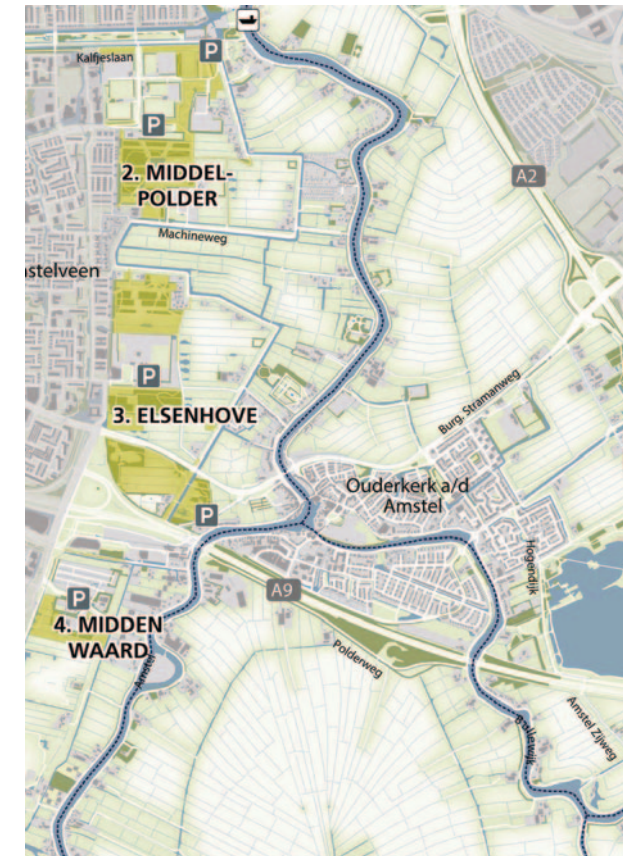 P
Kalfjeslaan
P
A2
2. MIDDEL-
POLDER
Machineweg
stelveen
P
3. ELSENHOVE
Burg. Stramanweg
Ouderkerk a/d
Amstel
P
Hogendijk
A9
P
4. MIDDEN
WAARD
Amstel
Polderweg
Amstel Zijweg
Bullewijk